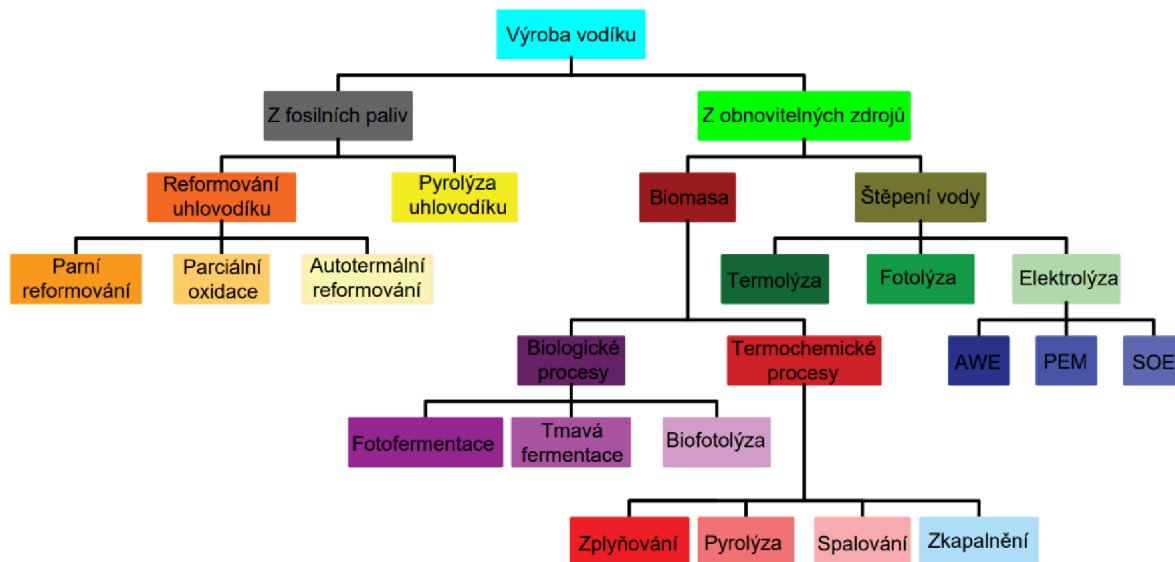 Výroba vodíku
Z fosilních paliv
Z obnovitelných zdrojů
Reformování
uhlovodíku
Pyrolýza
uhlovodíku
Biomasa
Štěpení vody
Parní
reformování
Parciální
oxidace
Autotermální
reformování
Termolýza
Fotolýza
Elektrolýza
Biologické
procesy
Termochemické
procesy
AWE
PEM
SOE
Fotofermentace
Tmavá
fermentace
Biofotolýza
Zplyňování
Pyrolýza
Spalování
Zkapalnění